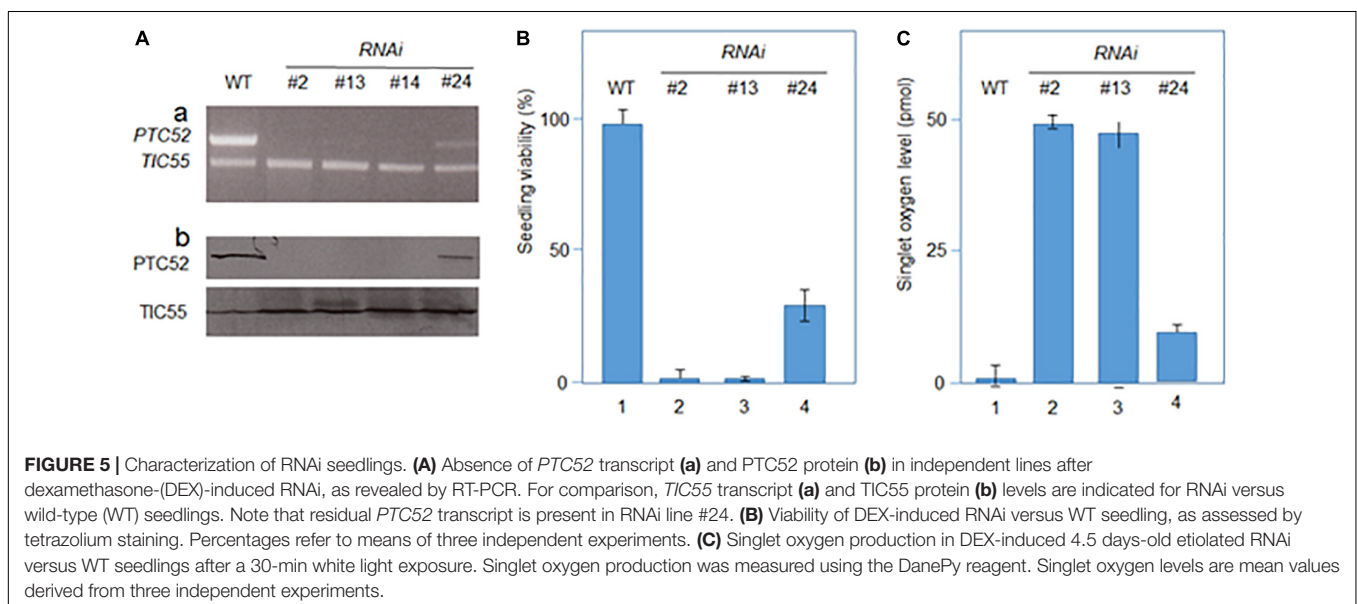 A
RNAi
WT #2 #13 #14 #24
a
PTC52
TIC55
b
PTC52
TIC55
B
RNAi
WT #2 #13 #24
Seedling viability (%)
100
50
0
1 2 3 4
C
RNAi
WT #2 #13 #24
Singlet oxygen level (pmol)
50
25
0
1 2 3 4
FIGURE 5 | Characterization of RNAi seedlings. (A) Absence of PTC52 transcript (a) and PTC52 protein (b) in independent lines after
dexamethasone-(DEX)-induced RNAi, as revealed by RT-PCR. For comparison, TIC55 transcript (a) and TIC55 protein (b) levels are indicated for RNAi versus
wild-type (WT) seedlings. Note that residual PTC52 transcript is present in RNAi line #24. (B) Viability of DEX-induced RNAi versus WT seedling, as assessed by
tetrazolium staining. Percentages refer to means of three independent experiments. (C) Singlet oxygen production in DEX-induced 4.5 days-old etiolated RNAi
versus WT seedlings after a 30-min white light exposure. Singlet oxygen production was measured using the DanePy reagent. Singlet oxygen levels are mean values
derived from three independent experiments.